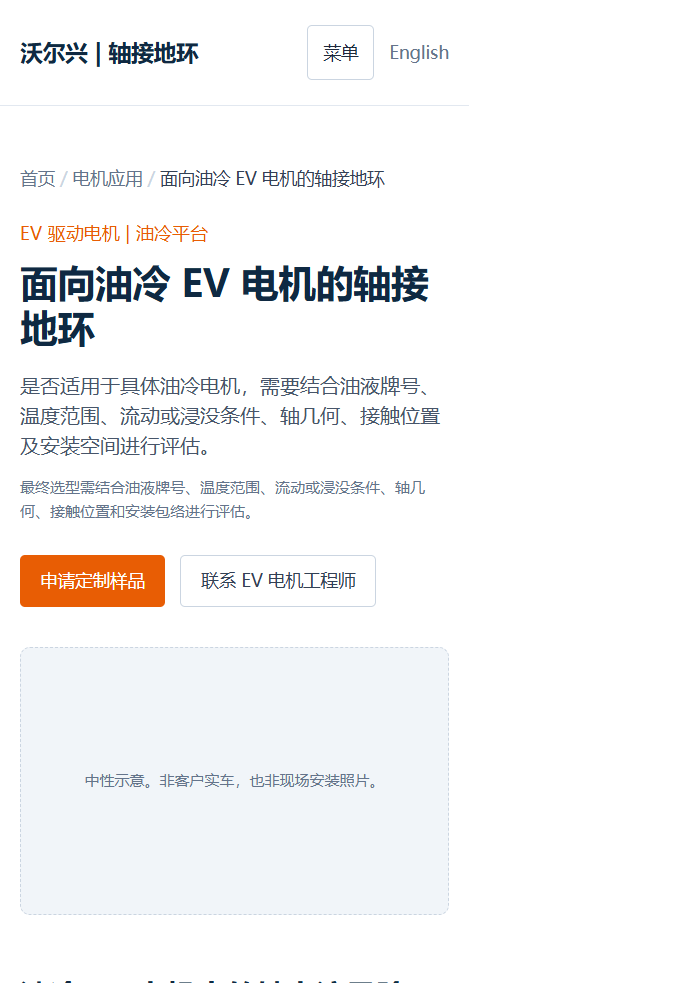 沃尔兴 | 轴接地环
菜单
English
首页 / 电机应用 / 面向油冷 EV 电机的轴接地环
EV 驱动电机 | 油冷平台
面向油冷 EV 电机的轴接
地环
是否适用于具体油冷电机，需要结合油液牌号、
温度范围、流动或浸没条件、轴几何、接触位置
及安装空间进行评估。
最终选型需结合油液牌号、温度范围、流动或浸没条件、轴几
何、接触位置和安装包络进行评估。
申请定制样品
联系 EV 电机工程师
中性示意。非客户实车，也非现场安装照片。